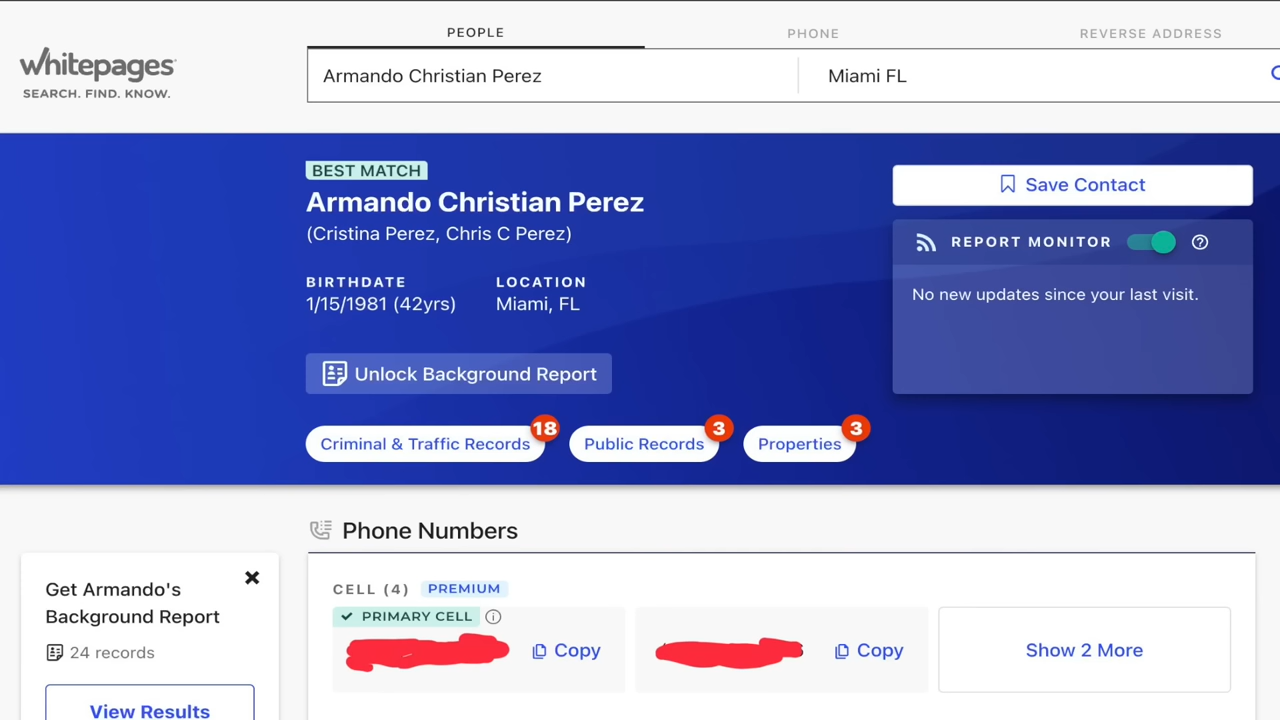 PEOPLE
PHONE
REVERSE ADDRESS
whitepages
SEARCH. FIND. KNOW.
Armando Christian Perez
Miami FL
BEST MATCH
Armando Christian Perez
(Cristina Perez, Chris C Perez)
BIRTHDATE
1/15/1981 (42yrs)
LOCATION
Miami, FL
Unlock Background Report
Criminal & Traffic Records 18
Public Records 3
Properties 3
Save Contact
REPORT MONITOR
No new updates since your last visit.
Get Armando's
Background Report
24 records
View Results
Phone Numbers
CELL (4) PREMIUM
PRIMARY CELL
Copy
Copy
Show 2 More